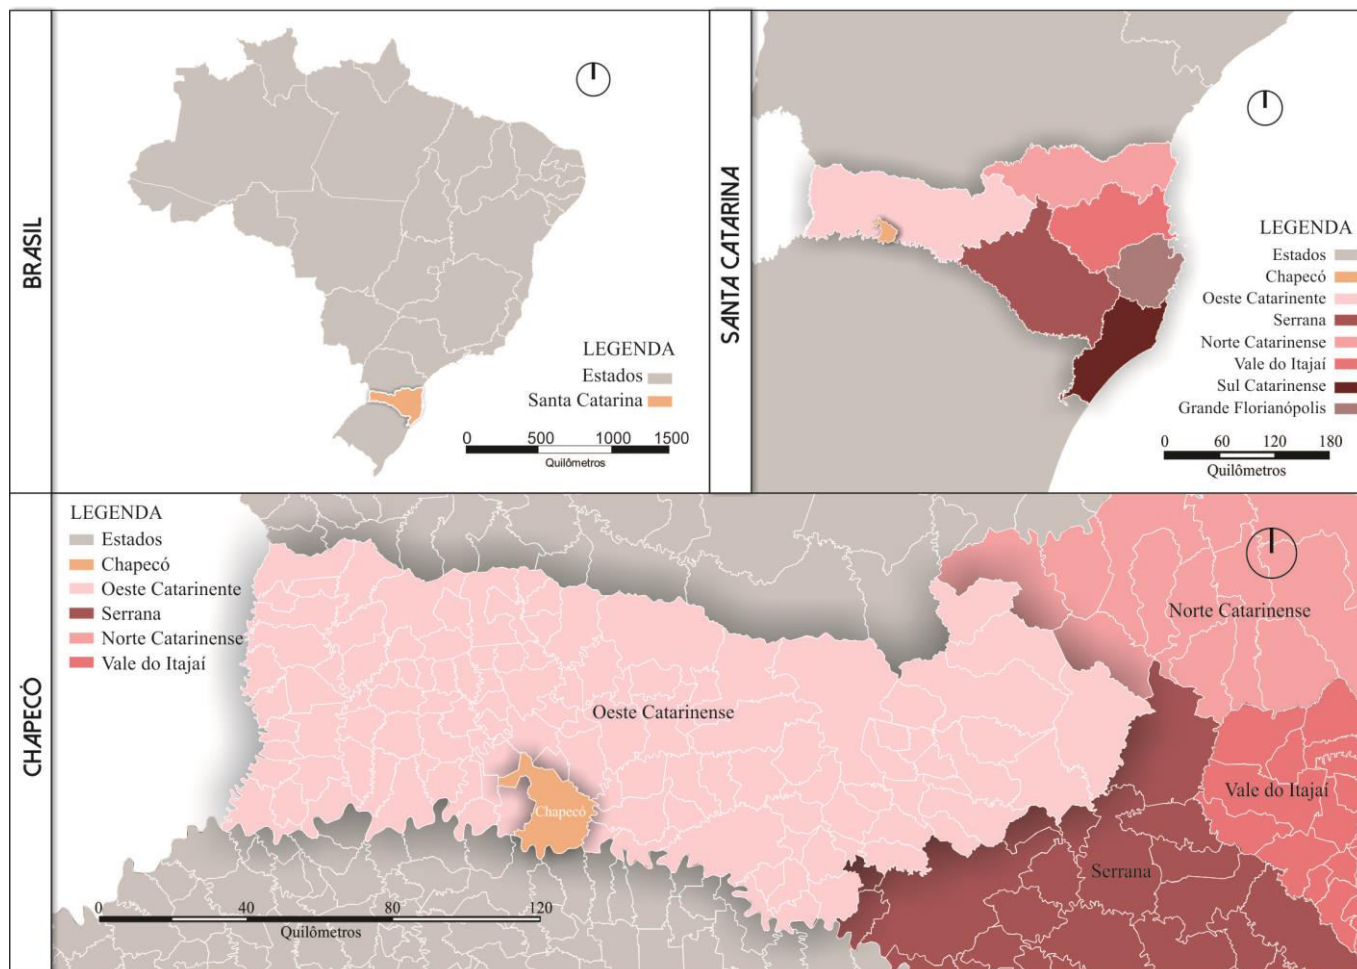 BRASIL
LEGENDA
Estados
Santa Catarina
0 500 1000 1500
Quilômetros
SANTA CATARINA
LEGENDA
Estados
Chapecó
Oeste Catarinente
Serrana
Norte Catarinense
Vale do Itajaí
Sul Catarinense
Grande Florianópolis
0 60 120 180
Quilômetros
CHAPECÓ
LEGENDA
Estados
Chapecó
Oeste Catarinente
Serrana
Norte Catarinense
Vale do Itajaí
Norte Catarinense
Oeste Catarinense
Vale do Itajaí
Chapecó
Serrana
0 40 80 120
Quilômetros